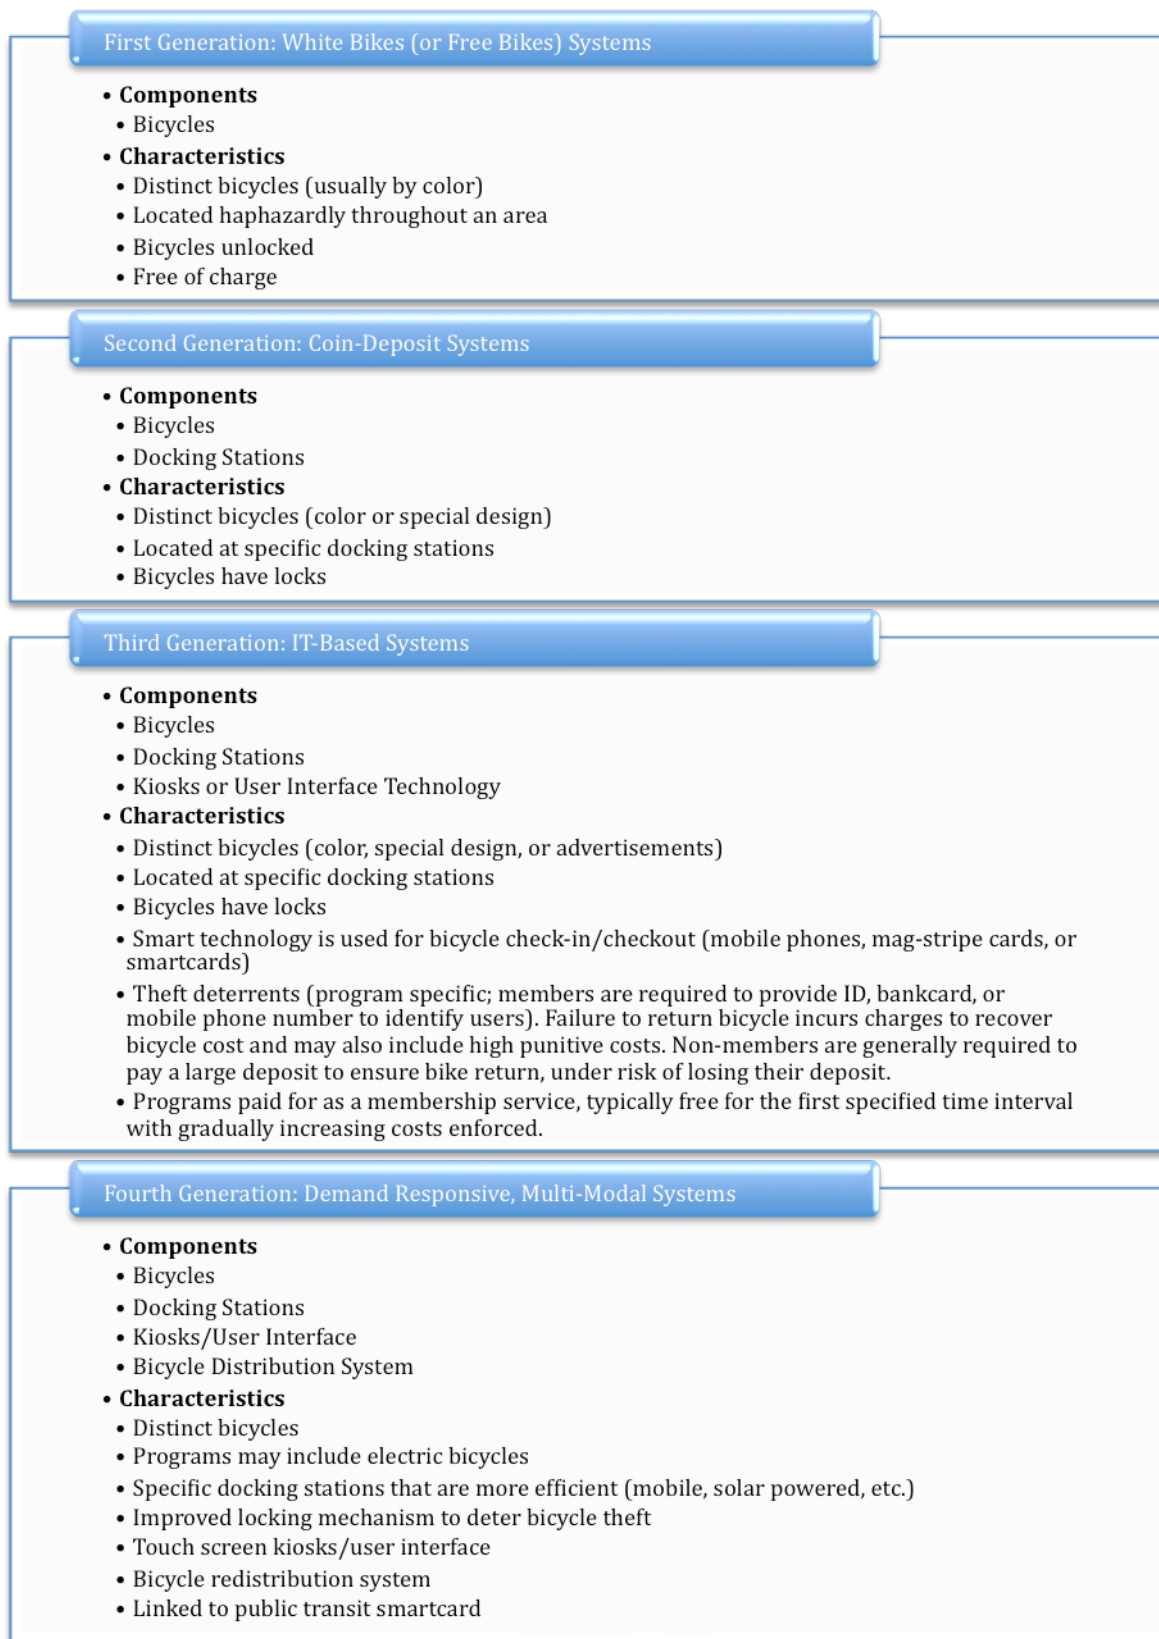 First Generation: White Bikes (or Free Bikes) Systems
• Components
• Bicycles
• Characteristics
• Distinct bicycles (usually by color)
• Located haphazardly throughout an area
• Bicycles unlocked
• Free of charge
Second Generation: Coin-Deposit Systems
• Components
• Bicycles
• Docking Stations
• Characteristics
• Distinct bicycles (color or special design)
• Located at specific docking stations
• Bicycles have locks
Third Generation: IT-Based Systems
• Components
• Bicycles
• Docking Stations
• Kiosks or User Interface Technology
• Characteristics
• Distinct bicycles (color, special design, or advertisements)
• Located at specific docking stations
• Bicycles have locks
• Smart technology is used for bicycle check-in/checkout (mobile phones, mag-stripe cards, or
smartcards)
• Theft deterrents (program specific; members are required to provide ID, bankcard, or
mobile phone number to identify users). Failure to return bicycle incurs charges to recover
bicycle cost and may also include high punitive costs. Non-members are generally required to
pay a large deposit to ensure bike return, under risk of losing their deposit.
• Programs paid for as a membership service, typically free for the first specified time interval
with gradually increasing costs enforced.
Fourth Generation: Demand Responsive, Multi-Modal Systems
• Components
• Bicycles
• Docking Stations
• Kiosks/User Interface
• Bicycle Distribution System
• Characteristics
• Distinct bicycles
• Programs may include electric bicycles
• Specific docking stations that are more efficient (mobile, solar powered, etc.)
• Improved locking mechanism to deter bicycle theft
• Touch screen kiosks/user interface
• Bicycle redistribution system
• Linked to public transit smartcard